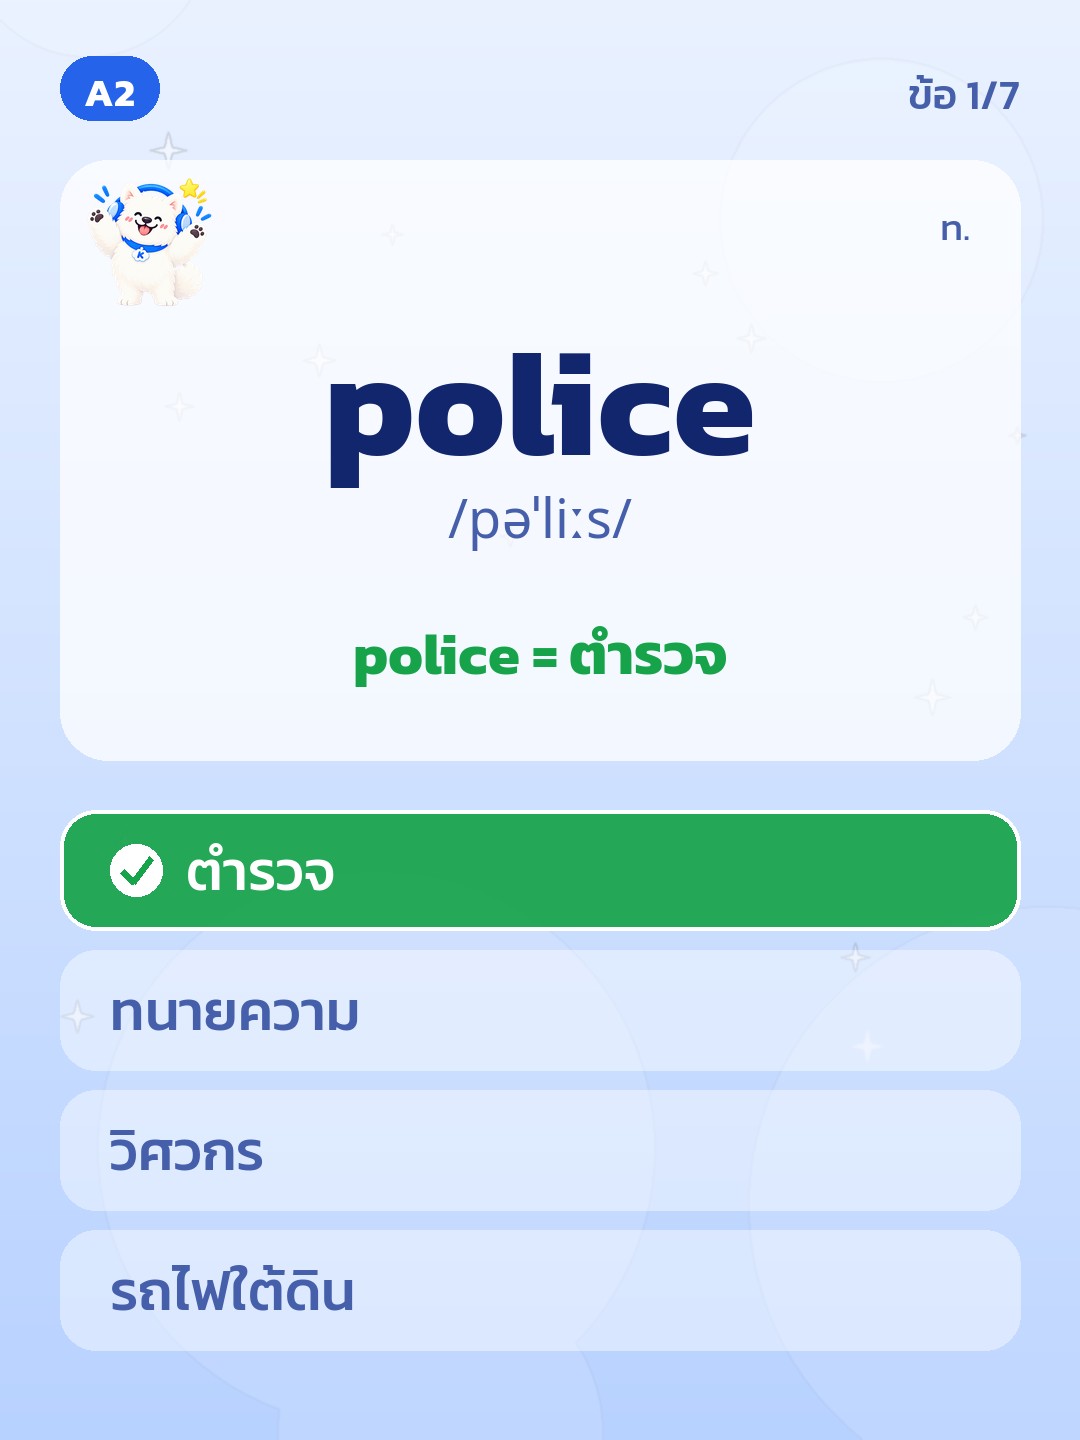 A2
ข้อ 1/7
n.
police
/pəˈliːs/
police = ตำรวจ
ตำรวจ
ทนายความ
วิศวกร
รถไฟใต้ดิน